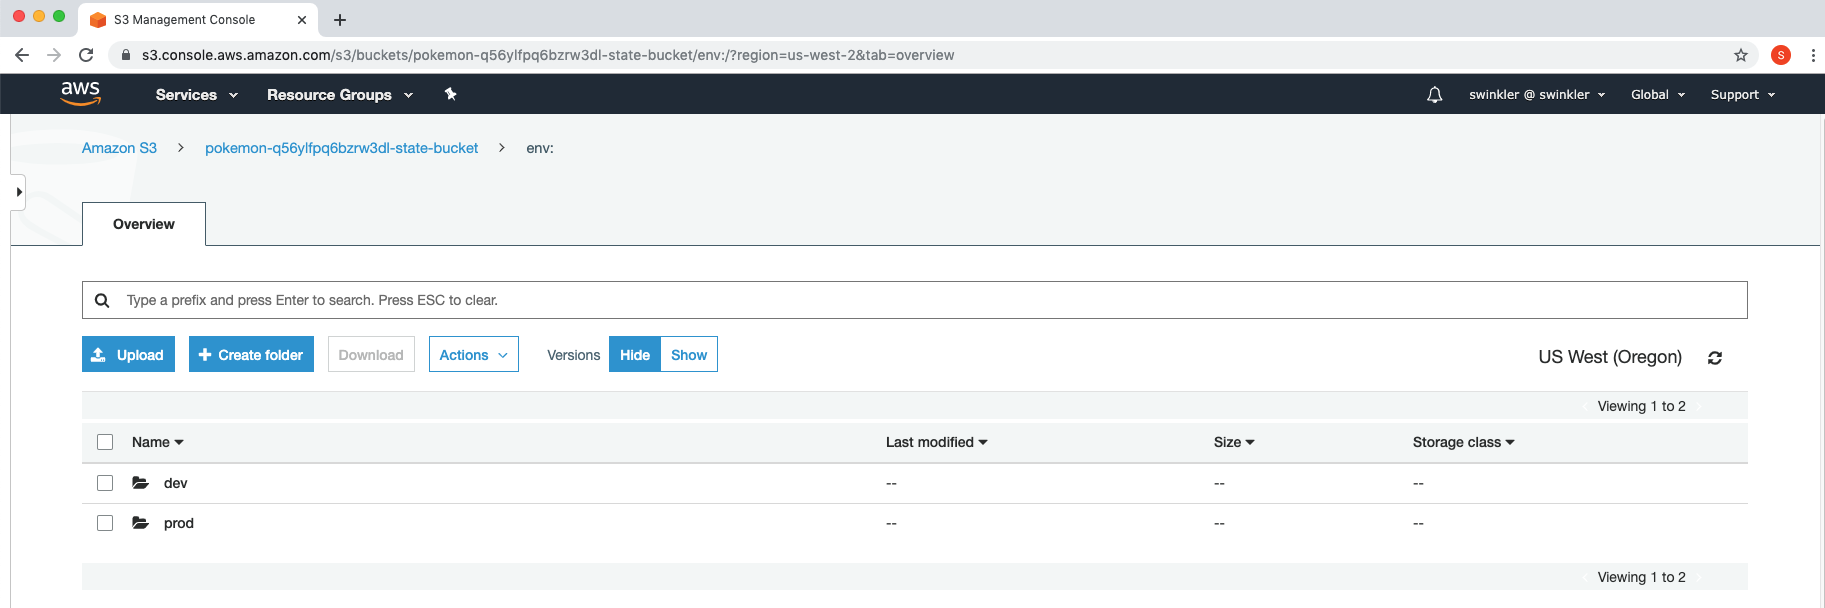 S3 Management Console
s3.console.aws.amazon.com/s3/buckets/pokemon-q56ylfpq6bzrw3dl-state-bucket/env:/?region=us-west-2&tab=overview
S
aws Services Resource Groups swinkler @ swinkler Global Support
Amazon S3 > pokemon-q56ylfpq6bzrw3dl-state-bucket > env:
Overview
Type a prefix and press Enter to search. Press ESC to clear.
Upload + Create folder Download Actions Versions Hide Show US West (Oregon)
Viewing 1 to 2
Name Last modified Size Storage class
dev -- -- --
prod -- -- --
Viewing 1 to 2